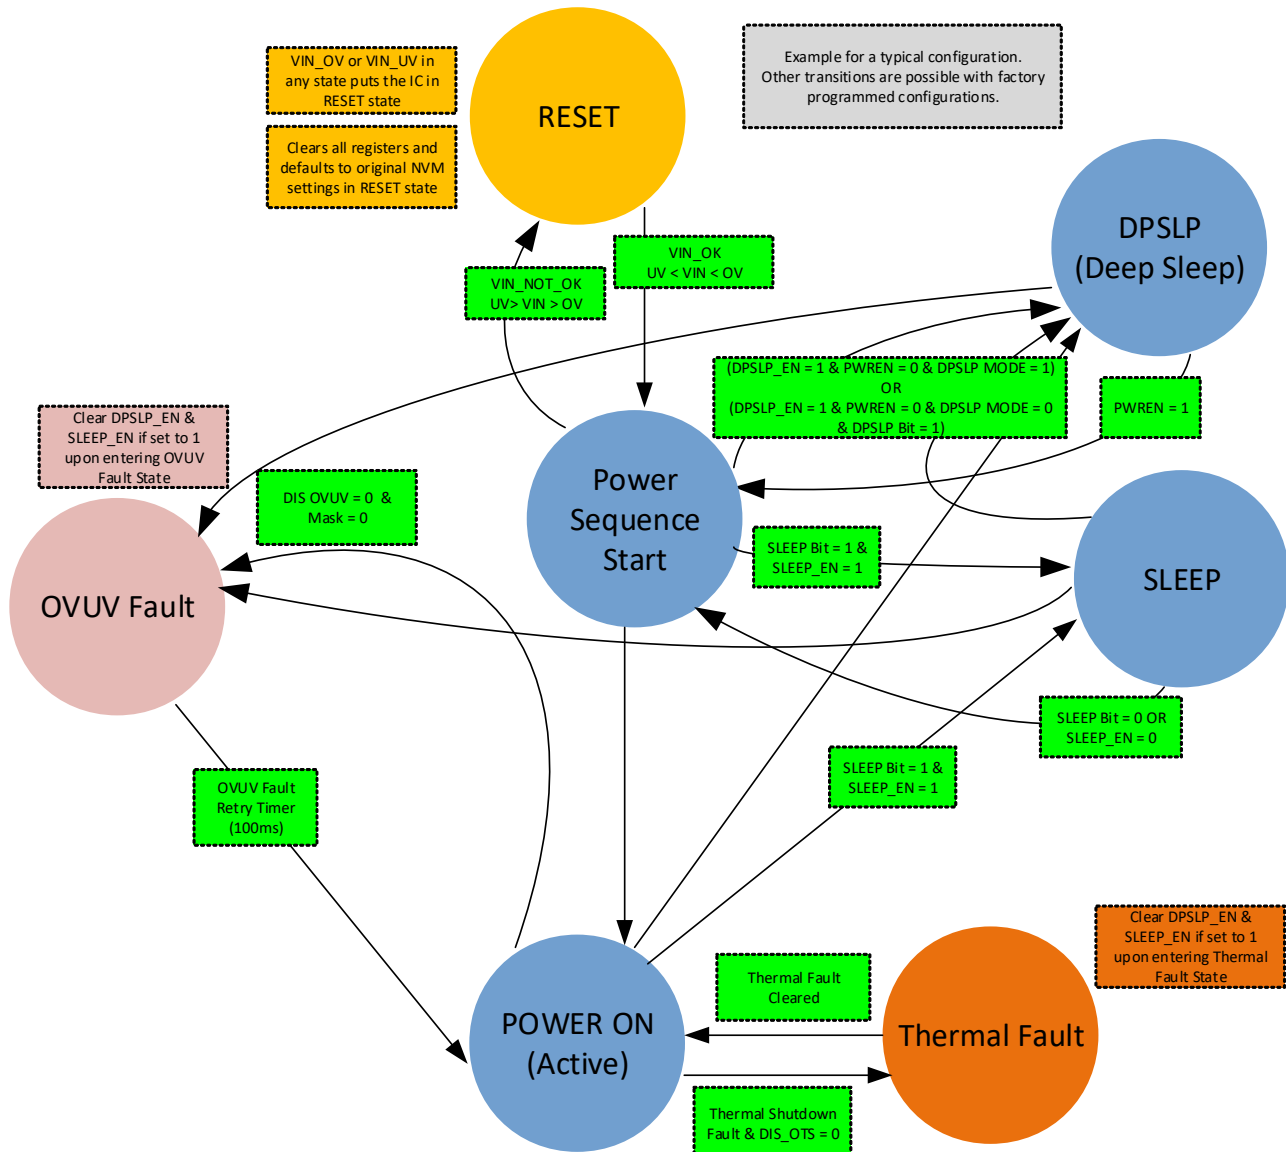 VIN_OV or VIN_UV in
any state puts the IC in
RESET state
Clears all registers and
defaults to original NVM
settings in RESET state
RESET
Example for a typical configuration.
Other transitions are possible with factory
programmed configurations.
DPSLP
(Deep Sleep)
VIN_OK
UV < VIN < OV
VIN_NOT_OK
UV> VIN > OV
(DPSLP_EN = 1 & PWREN = 0 & DPSLP MODE = 1)
OR
(DPSLP_EN = 1 & PWREN = 0 & DPSLP MODE = 0
& DPSLP Bit = 1)
PWREN = 1
Clear DPSLP_EN &
SLEEP_EN if set to 1
upon entering OVUV
Fault State
DIS OVUV = 0 &
Mask = 0
Power
Sequence
Start
SLEEP Bit = 1 &
SLEEP_EN = 1
SLEEP
OVUV Fault
SLEEP Bit = 0 OR
SLEEP_EN = 0
SLEEP Bit = 1 &
SLEEP_EN = 1
OVUV Fault
Retry Timer
(100ms)
Clear DPSLP_EN &
SLEEP_EN if set to 1
upon entering Thermal
Fault State
Thermal Fault
Cleared
POWER ON
(Active)
Thermal Fault
Thermal Shutdown
Fault & DIS_OTS = 0